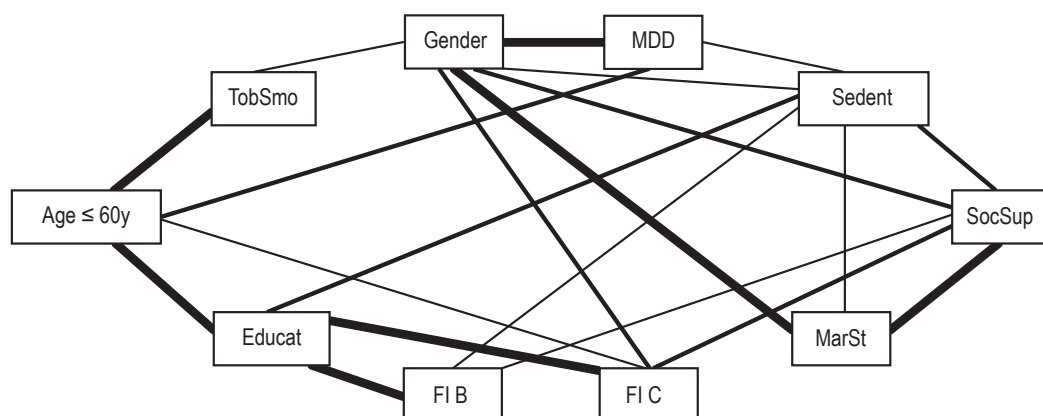 Gender
MDD
TobSmo
Sedent
Age ≤ 60y
SocSup
Educat
MarSt
FI B
FI C